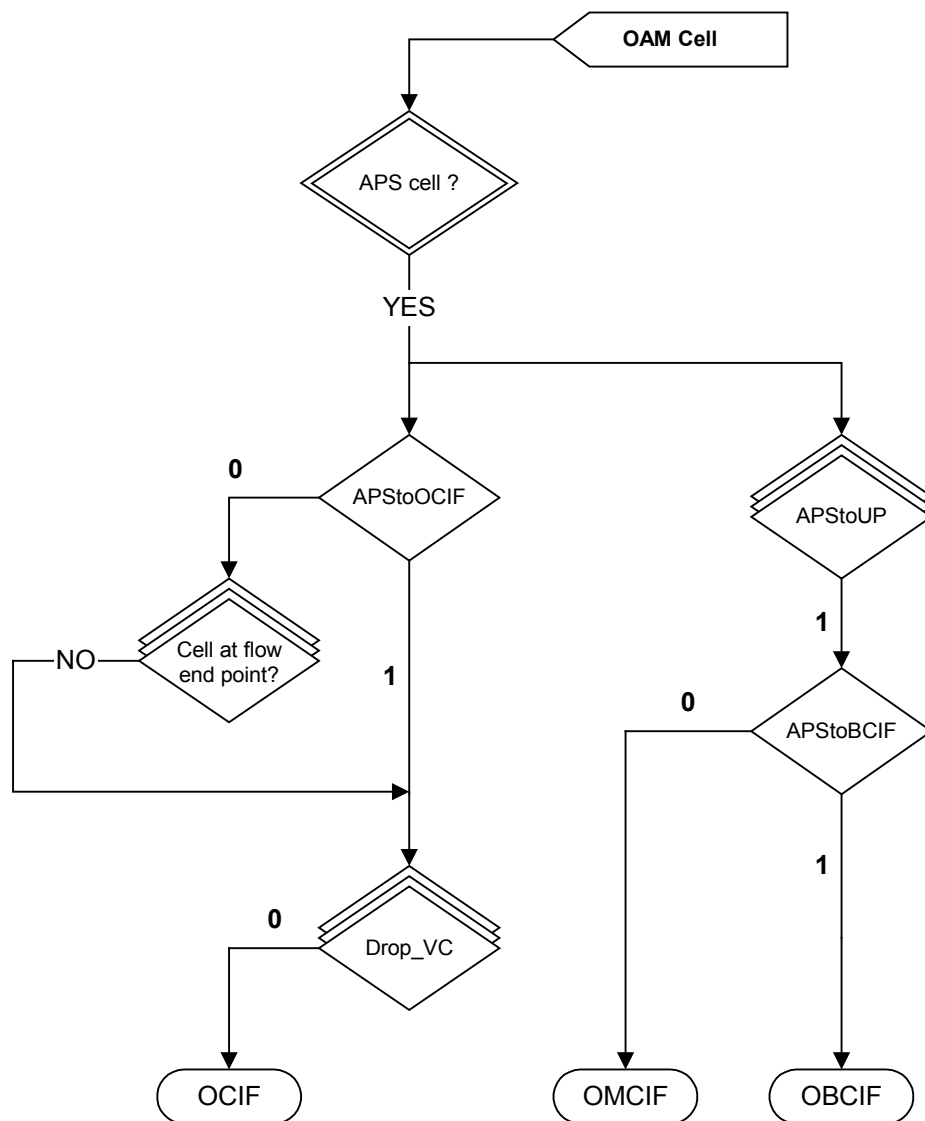 OAM Cell
APS cell ?
YES
0
APStoOCIF
APStoUP
Cell at flow
end point?
NO
1
1
0
APStoBCIF
1
0
Drop_VC
OCIF
OMCIF
OBCIF